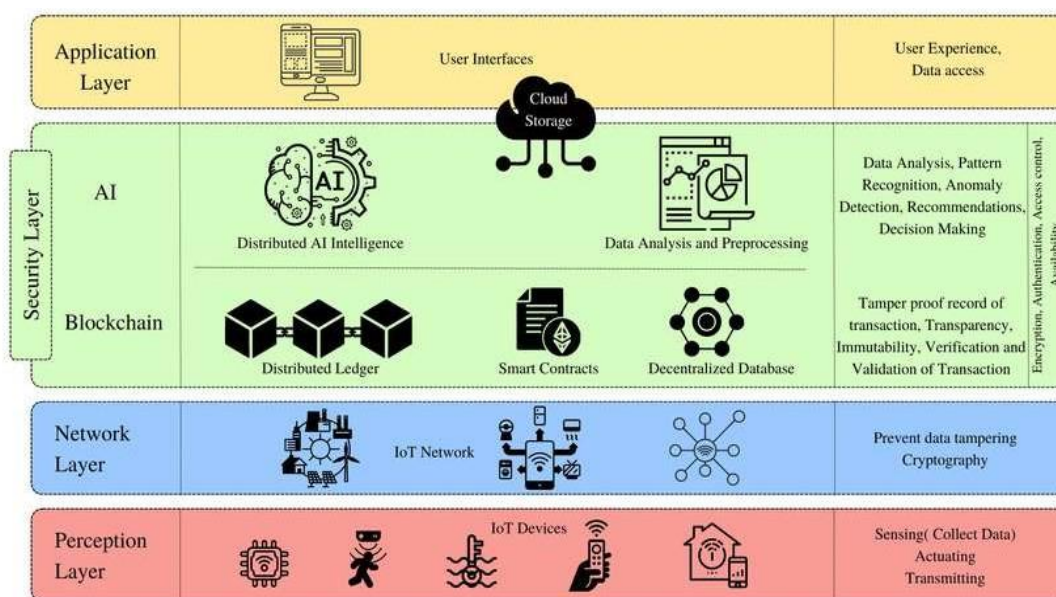 Application
Layer
User Interfaces
User Experience,
Data access
Cloud
Storage
Security Layer
AI
AI
Distributed AI Intelligence
Data Analysis and Preprocessing
Data Analysis, Pattern
Recognition, Anomaly
Detection, Recommendations,
Decision Making
Encryption, Authentication, Access control,
Availability
Blockchain
Distributed Ledger
Smart Contracts
Decentralized Database
Tamper proof record of
transaction, Transparency,
Immutability, Verification and
Validation of Transaction
Network
Layer
IoT Network
Prevent data tampering
Cryptography
Perception
Layer
IoT Devices
Sensing( Collect Data)
Actuating
Transmitting